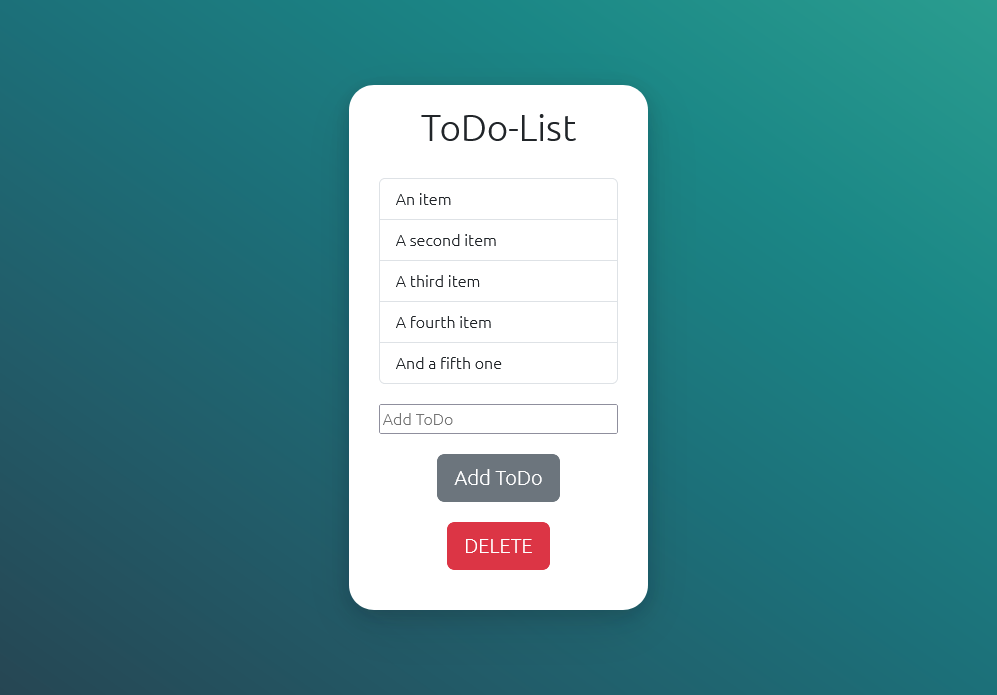 ToDo-List
An item
A second item
A third item
A fourth item
And a fifth one
Add ToDo
Add ToDo
DELETE